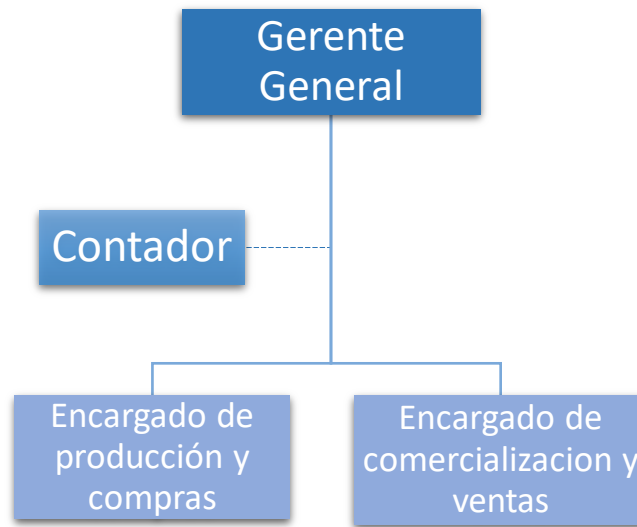 Gerente
General
Contador
Encargado de
producción y
compras
Encargado de
comercializacion y
ventas